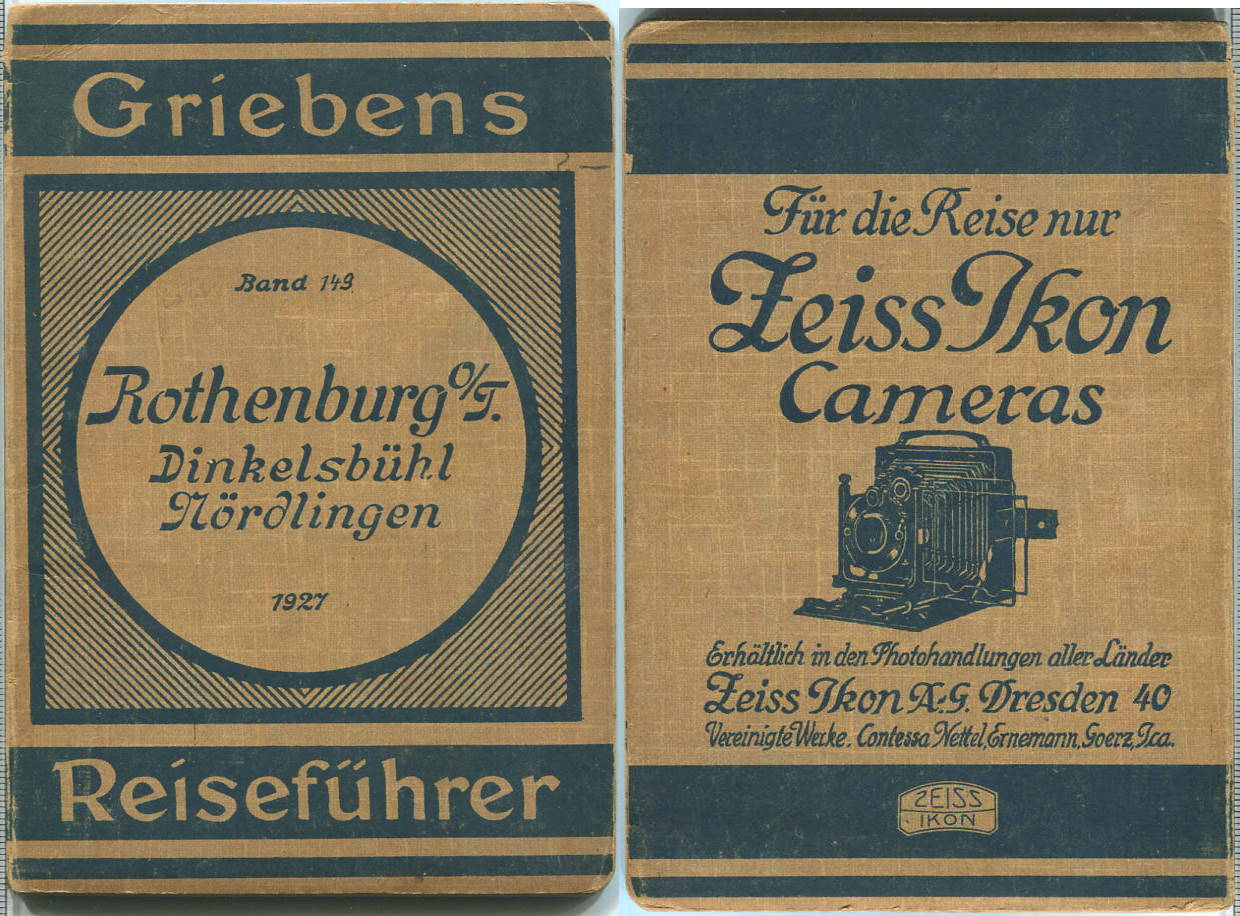 Griebens
Band 149
Rothenburg O/T.
Dinkelsbühl
Nördlingen
1927
Reiseführer
Für die Reise nur
Zeiss Ikon
Cameras
Erhältlich in den Photohandlungen aller Länder
Zeiss Ikon A.-G. Dresden 40
Vereinigte Werke. Contessa Nettel, Ernemann, Goerz, Ica.
ZEISS
IKON